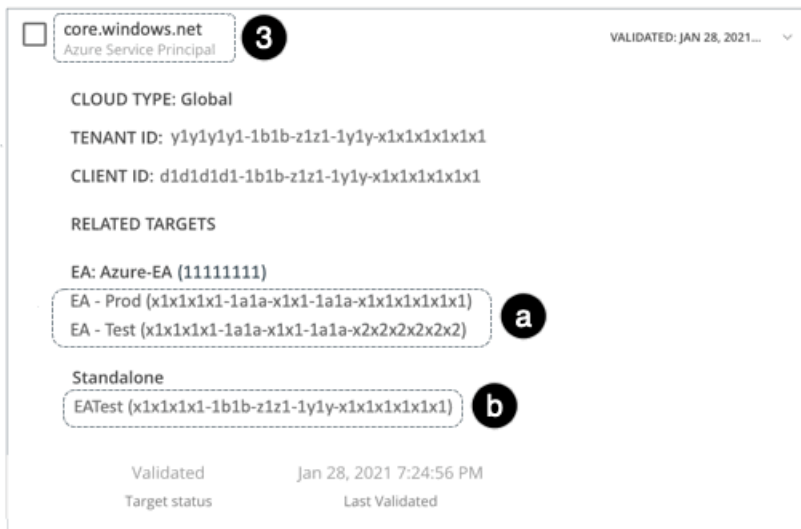 core.windows.net
Azure Service Principal
3
VALIDATED: JAN 28, 2021...
CLOUD TYPE: Global
TENANT ID: y1y1y1y1-1b1b-z1z1-1y1y-x1x1x1x1x1x1
CLIENT ID: d1d1d1d1-1b1b-z1z1-1y1y-x1x1x1x1x1x1
RELATED TARGETS
EA: Azure-EA (11111111)
EA - Prod (x1x1x1x1-1a1a-x1x1-1a1a-x1x1x1x1x1x1)
EA - Test (x1x1x1x1-1a1a-x1x1-1a1a-x2x2x2x2x2x2)
a
Standalone
EATest (x1x1x1x1-1b1b-z1z1-1y1y-x1x1x1x1x1x1)
b
Validated Jan 28, 2021 7:24:56 PM
Target status Last Validated